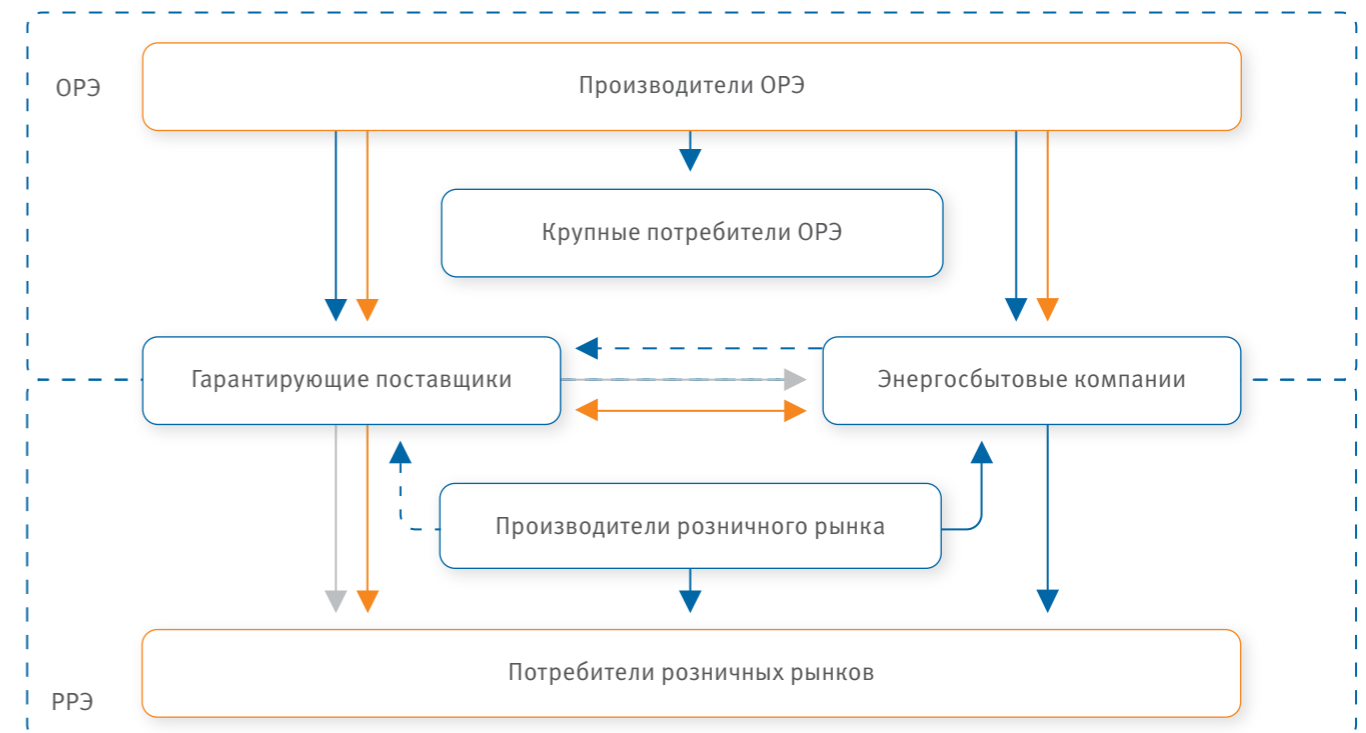 ОРЭ
Производители ОРЭ
Крупные потребители ОРЭ
Гарантирующие поставщики
Энергосбытовые компании
Производители розничного рынка
Потребители розничных рынков
РРЭ